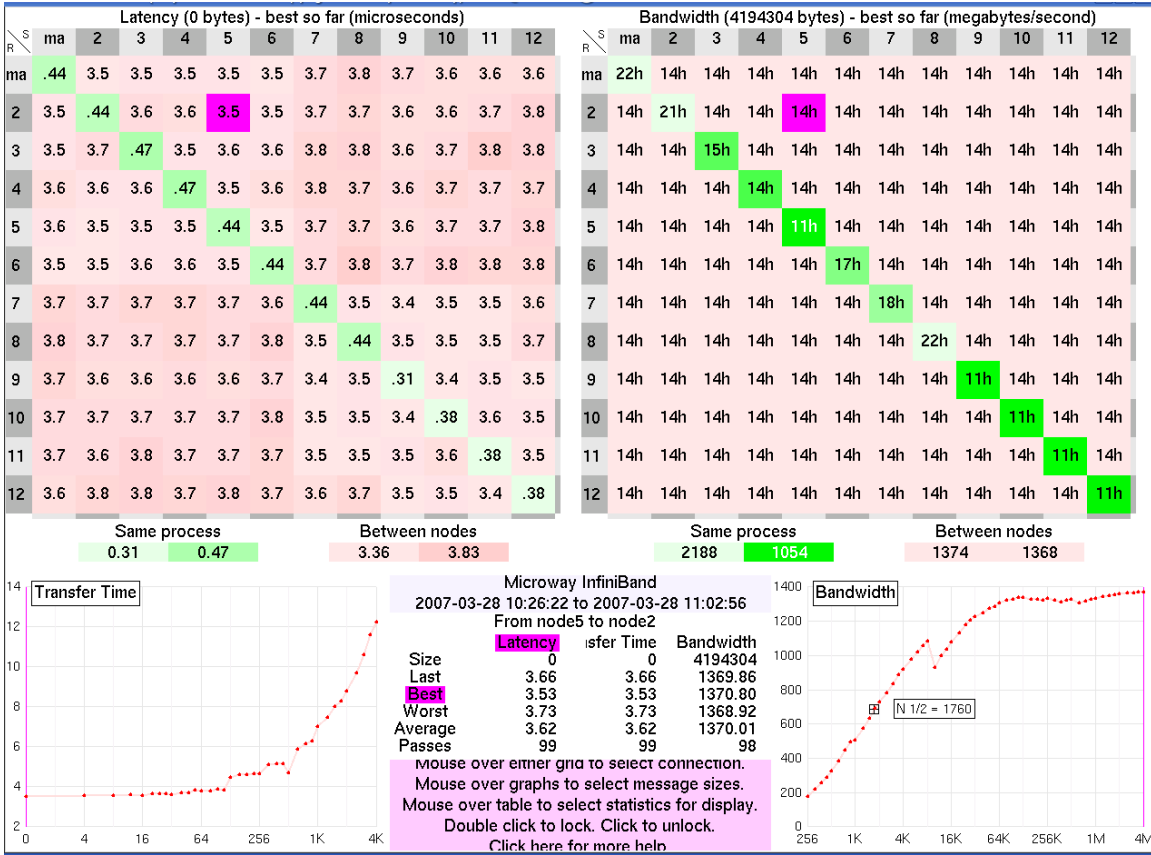 Latency (0 bytes) - best so far (microseconds)
S R ma 2 3 4 5 6 7 8 9 10 11 12
ma .44 3.5 3.5 3.5 3.5 3.5 3.7 3.8 3.7 3.6 3.6 3.6
2 3.5 .44 3.6 3.6 3.5 3.5 3.7 3.7 3.6 3.7 3.7 3.8
3 3.5 3.7 .47 3.5 3.6 3.6 3.8 3.8 3.6 3.7 3.8 3.8
4 3.6 3.6 3.6 .47 3.5 3.6 3.8 3.7 3.6 3.7 3.7 3.7
5 3.6 3.5 3.5 3.5 .44 3.5 3.7 3.7 3.6 3.7 3.7 3.8
6 3.5 3.5 3.6 3.6 3.5 .44 3.7 3.8 3.7 3.8 3.8 3.8
7 3.7 3.7 3.7 3.7 3.7 3.6 .44 3.5 3.4 3.5 3.5 3.6
8 3.8 3.7 3.7 3.7 3.7 3.8 3.5 .44 3.5 3.5 3.5 3.7
9 3.7 3.6 3.6 3.6 3.6 3.7 3.4 3.5 .31 3.4 3.5 3.5
10 3.7 3.7 3.7 3.7 3.7 3.8 3.5 3.5 3.4 .38 3.6 3.5
11 3.7 3.6 3.8 3.7 3.7 3.7 3.5 3.5 3.5 3.6 .38 3.5
12 3.6 3.8 3.8 3.7 3.8 3.7 3.6 3.7 3.5 3.5 3.4 .38
Same process Between nodes
0.31 0.47 3.36 3.83
Bandwidth (4194304 bytes) - best so far (megabytes/second)
S R ma 2 3 4 5 6 7 8 9 10 11 12
ma 22h 14h 14h 14h 14h 14h 14h 14h 14h 14h 14h 14h
2 14h 21h 14h 14h 14h 14h 14h 14h 14h 14h 14h 14h
3 14h 14h 15h 14h 14h 14h 14h 14h 14h 14h 14h 14h
4 14h 14h 14h 14h 14h 14h 14h 14h 14h 14h 14h 14h
5 14h 14h 14h 14h 11h 14h 14h 14h 14h 14h 14h 14h
6 14h 14h 14h 14h 14h 17h 14h 14h 14h 14h 14h 14h
7 14h 14h 14h 14h 14h 14h 18h 14h 14h 14h 14h 14h
8 14h 14h 14h 14h 14h 14h 14h 22h 14h 14h 14h 14h
9 14h 14h 14h 14h 14h 14h 14h 14h 11h 14h 14h 14h
10 14h 14h 14h 14h 14h 14h 14h 14h 14h 11h 14h 14h
11 14h 14h 14h 14h 14h 14h 14h 14h 14h 14h 11h 14h
12 14h 14h 14h 14h 14h 14h 14h 14h 14h 14h 14h 11h
Same process Between nodes
2188 1054 1374 1368
Transfer Time
14
12
10
8
6
4
2
0 4 16 64 256 1K 4K
Microway InfiniBand
2007-03-28 10:26:22 to 2007-03-28 11:02:56
From node5 to node2
Latency sfer Time Bandwidth
Size 0 0 4194304
Last 3.66 3.66 1369.86
Best 3.53 3.53 1370.80
Worst 3.73 3.73 1368.92
Average 3.62 3.62 1370.01
Passes 99 99 98
Mouse over either grid to select connection.
Mouse over graphs to select message sizes.
Mouse over table to select statistics for display.
Double click to lock. Click to unlock.
Click here for more help
Bandwidth
1400
1200
1000
800
600
400
200
0
N 1/2 = 1760
256 1K 4K 16K 64K 256K 1M 4M